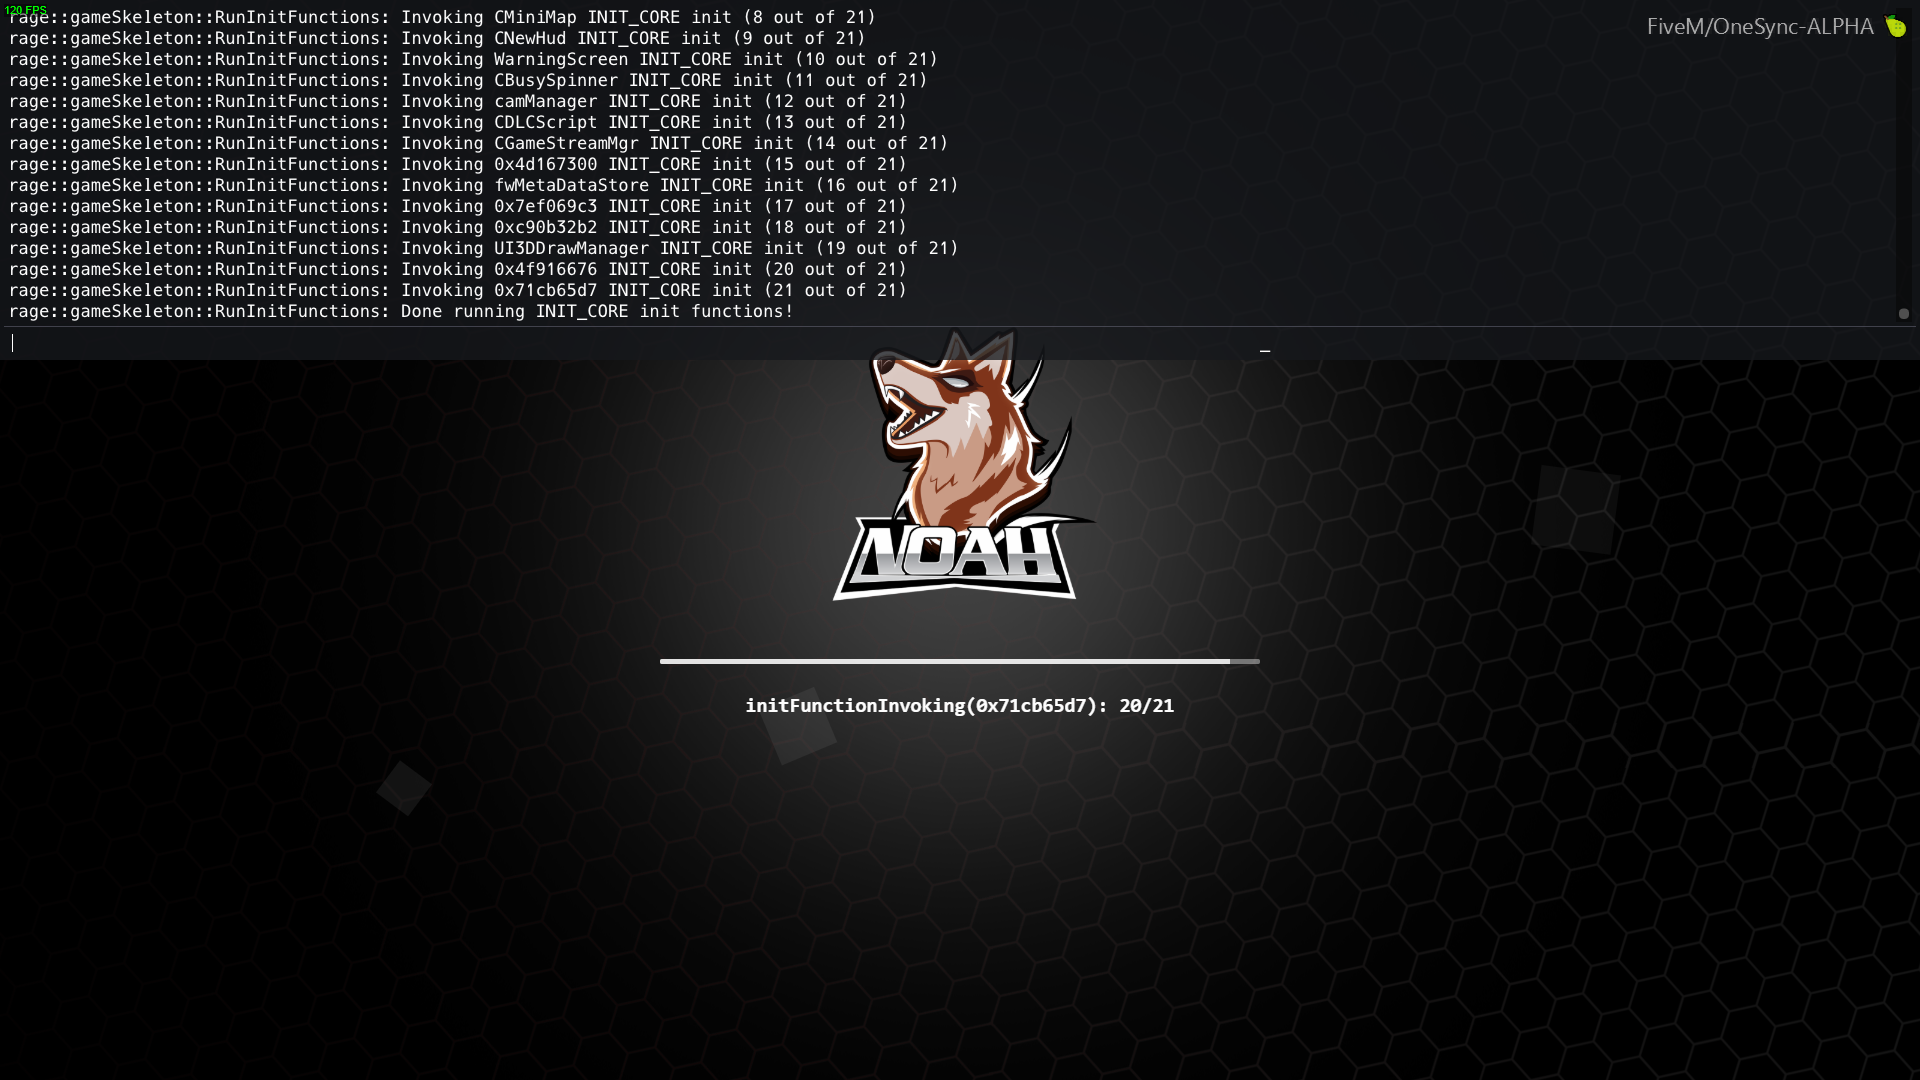 120 FPS
rage::gameSkeleton::RunInitFunctions: Invoking CMiniMap INIT_CORE init (8 out of 21)
FiveM/OneSync-ALPHA
rage::gameSkeleton::RunInitFunctions: Invoking CNewHud INIT_CORE init (9 out of 21)
rage::gameSkeleton::RunInitFunctions: Invoking WarningScreen INIT_CORE init (10 out of 21)
rage::gameSkeleton::RunInitFunctions: Invoking CBusySpinner INIT_CORE init (11 out of 21)
rage::gameSkeleton::RunInitFunctions: Invoking camManager INIT_CORE init (12 out of 21)
rage::gameSkeleton::RunInitFunctions: Invoking CDLCScript INIT_CORE init (13 out of 21)
rage::gameSkeleton::RunInitFunctions: Invoking CGameStreamMgr INIT_CORE init (14 out of 21)
rage::gameSkeleton::RunInitFunctions: Invoking 0x4d167300 INIT_CORE init (15 out of 21)
rage::gameSkeleton::RunInitFunctions: Invoking fwMetaDataStore INIT_CORE init (16 out of 21)
rage::gameSkeleton::RunInitFunctions: Invoking 0x7ef069c3 INIT_CORE init (17 out of 21)
rage::gameSkeleton::RunInitFunctions: Invoking 0xc90b32b2 INIT_CORE init (18 out of 21)
rage::gameSkeleton::RunInitFunctions: Invoking UI3DDrawManager INIT_CORE init (19 out of 21)
rage::gameSkeleton::RunInitFunctions: Invoking 0x4f916676 INIT_CORE init (20 out of 21)
rage::gameSkeleton::RunInitFunctions: Invoking 0x71cb65d7 INIT_CORE init (21 out of 21)
rage::gameSkeleton::RunInitFunctions: Done running INIT_CORE init functions!
_
NOAH
initFunctionInvoking(0x71cb65d7): 20/21